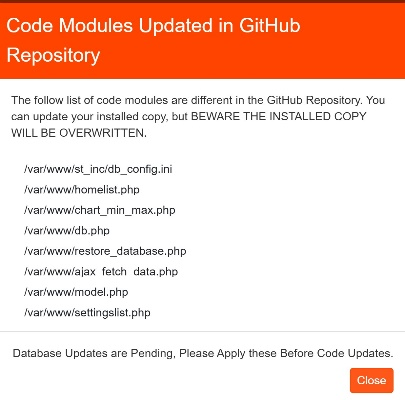 Code Modules Updated in GitHub
Repository
The follow list of code modules are different in the GitHub Repository. You
can update your installed copy, but BEWARE THE INSTALLED COPY
WILL BE OVERWRITTEN.
/var/www/st_inc/db_config.ini
/var/www/homelist.php
/var/www/chart_min_max.php
/var/www/db.php
/var/www/restore_database.php
/var/www/ajax_fetch_data.php
/var/www/model.php
/var/www/settingslist.php
Database Updates are Pending, Please Apply these Before Code Updates.
Close